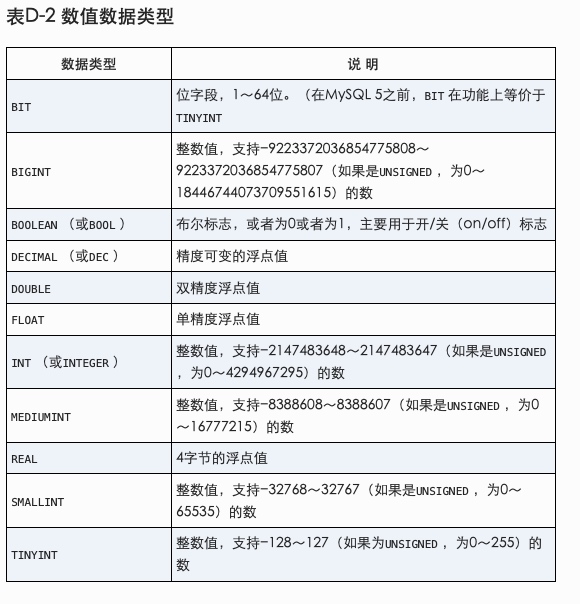 表D-2 数值数据类型
数据类型
说 明
BIT
位字段，1～64位。（在MySQL 5之前，BIT 在功能上等价于
TINYINT
BIGINT
整数值，支持-9223372036854775808～
9223372036854775807（如果是UNSIGNED ，为0～
18446744073709551615）的数
BOOLEAN （或BOOL ）
布尔标志，或者为0或者为1，主要用于开/关（on/off）标志
DECIMAL （或DEC ）
精度可变的浮点值
DOUBLE
双精度浮点值
FLOAT
单精度浮点值
INT （或INTEGER ）
整数值，支持-2147483648～2147483647（如果是UNSIGNED
，为0～4294967295）的数
MEDIUMINT
整数值，支持-8388608～8388607（如果是UNSIGNED ，为0
～16777215）的数
REAL
4字节的浮点值
SMALLINT
整数值，支持-32768～32767（如果是UNSIGNED ，为0～
65535）的数
TINYINT
整数值，支持-128～127（如果为UNSIGNED ，为0～255）的
数